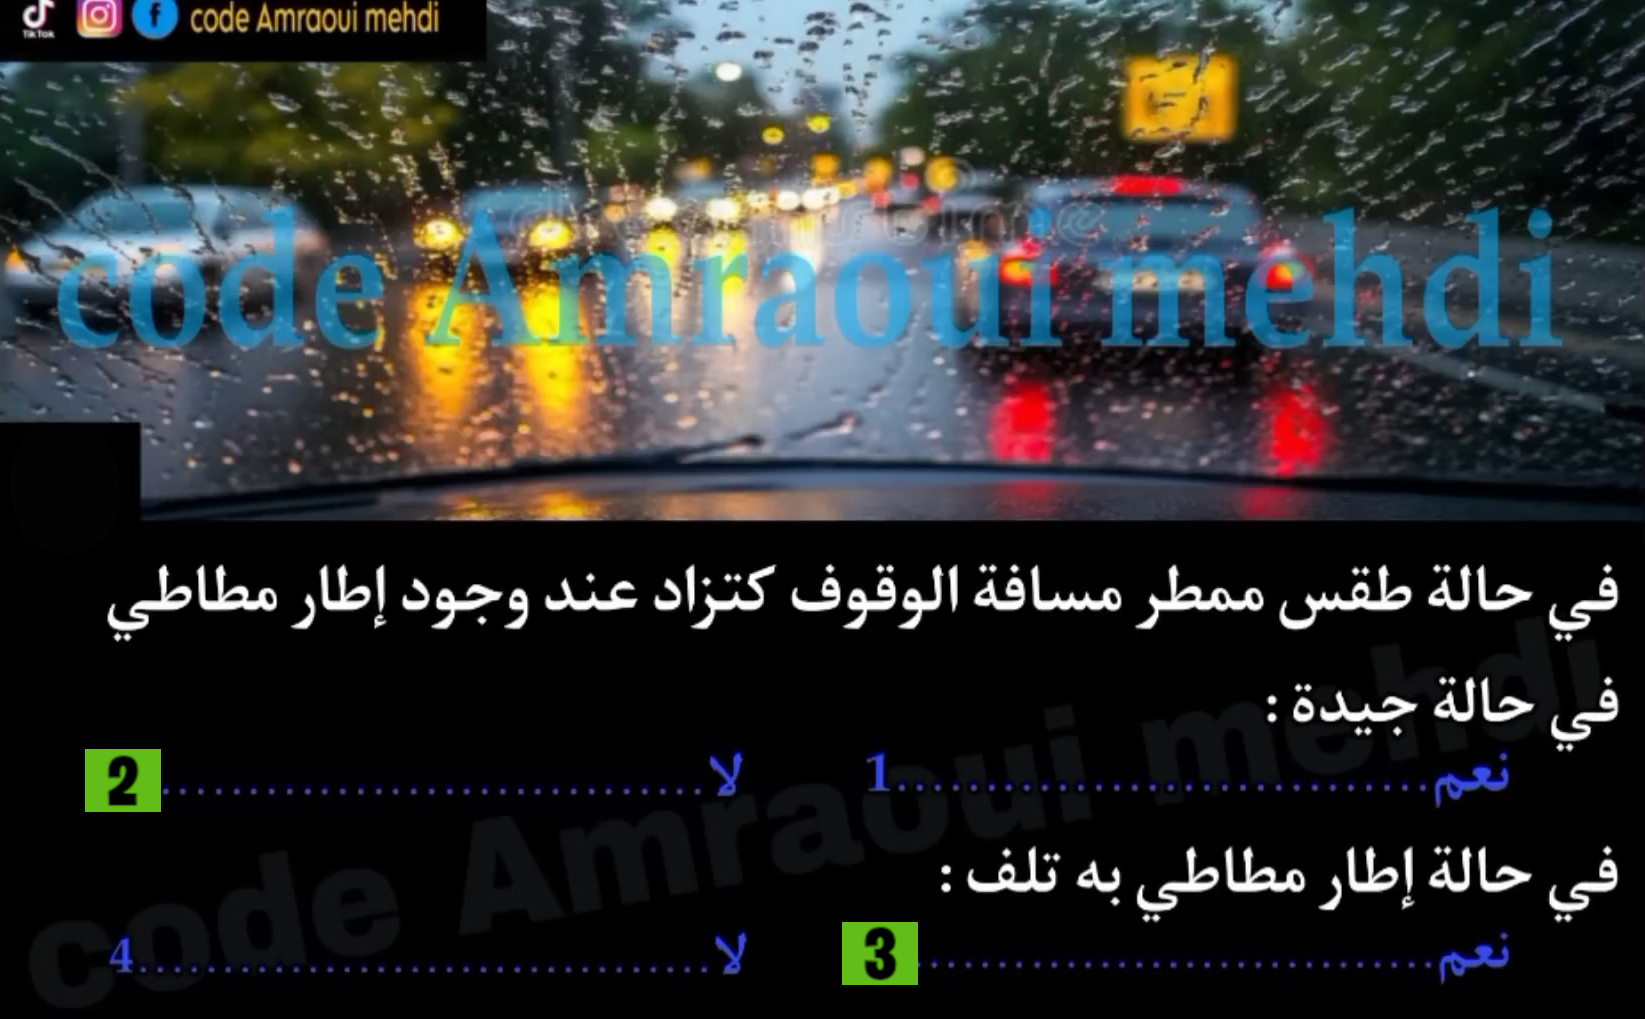 TikTok code Amraoui mehdi
code Amraoui mehdi
في حالة طقس ممطر مسافة الوقوف كتزاد عند وجود إطار مطاطي
في حالة جيدة :
نعم..............................1 لا..............................2
في حالة إطار مطاطي به تلف :
نعم..............................3 لا..............................4
code Amraoui mehdi